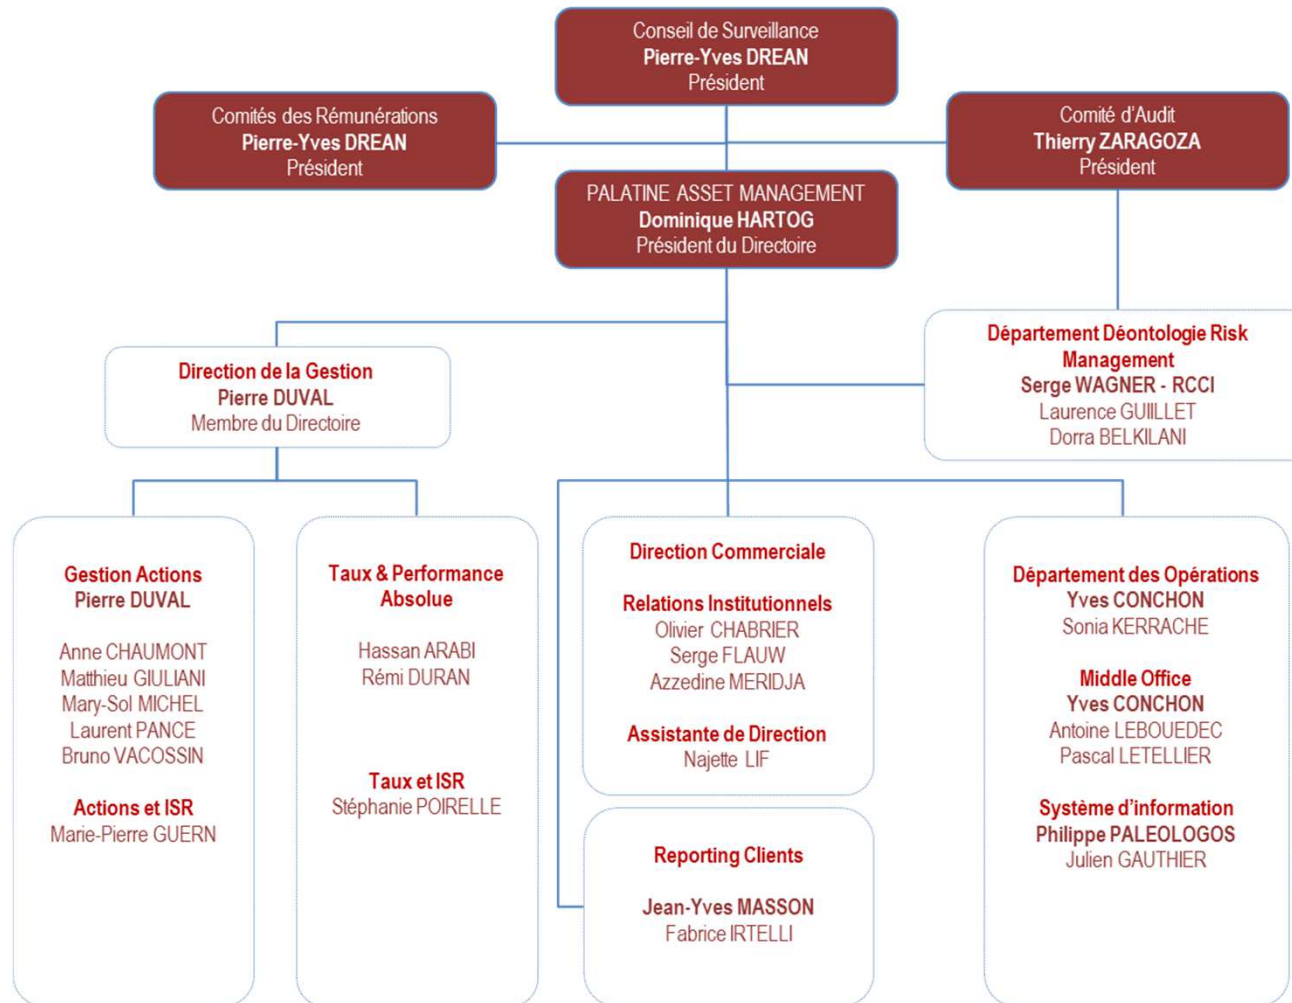 Conseil de Surveillance
Pierre-Yves DREAN
Président
Comités des Rémunérations
Pierre-Yves DREAN
Président
Comité d'Audit
Thierry ZARAGOZA
Président
PALATINE ASSET MANAGEMENT
Dominique HARTOG
Président du Directoire
Direction de la Gestion
Pierre DUVAL
Membre du Directoire
Département Déontologie Risk
Management
Serge WAGNER - RCCI
Laurence GUIILLET
Dorra BELKILANI
Gestion Actions
Pierre DUVAL
Anne CHAUMONT
Matthieu GIULIANI
Mary-Sol MICHEL
Laurent PANCE
Bruno VACOSSIN
Actions et ISR
Marie-Pierre GUERN
Taux & Performance
Absolue
Hassan ARABI
Rémi DURAN
Taux et ISR
Stéphanie POIRELLE
Direction Commerciale
Relations Institutionnels
Olivier CHABRIER
Serge FLAUW
Azzedine MERIDJA
Assistante de Direction
Najette LIF
Reporting Clients
Jean-Yves MASSON
Fabrice IRTELLI
Département des Opérations
Yves CONCHON
Sonia KERRACHE
Middle Office
Yves CONCHON
Antoine LEBOUEDEC
Pascal LETELLIER
Système d'information
Philippe PALEOLOGOS
Julien GAUTHIER